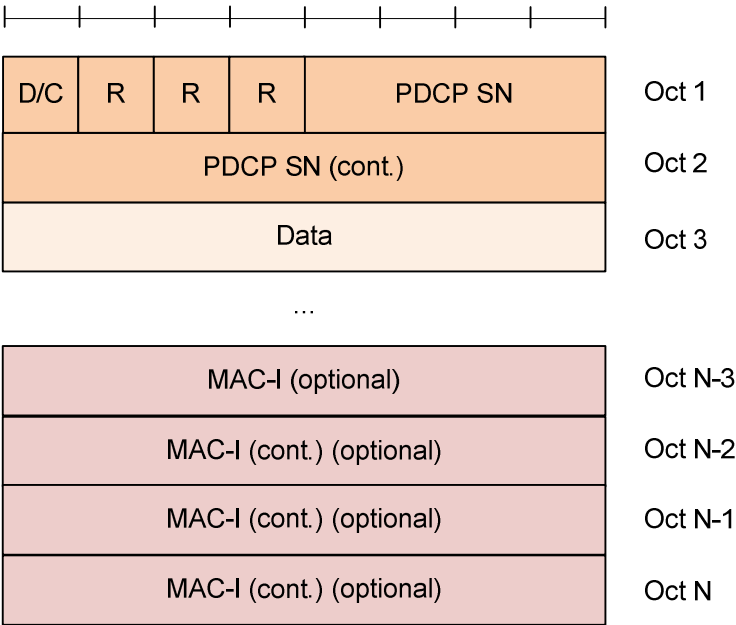 D/C R R R PDCP SN Oct 1
PDCP SN (cont.) Oct 2
Data Oct 3
...
MAC-I (optional) Oct N-3
MAC-I (cont.) (optional) Oct N-2
MAC-I (cont.) (optional) Oct N-1
MAC-I (cont.) (optional) Oct N